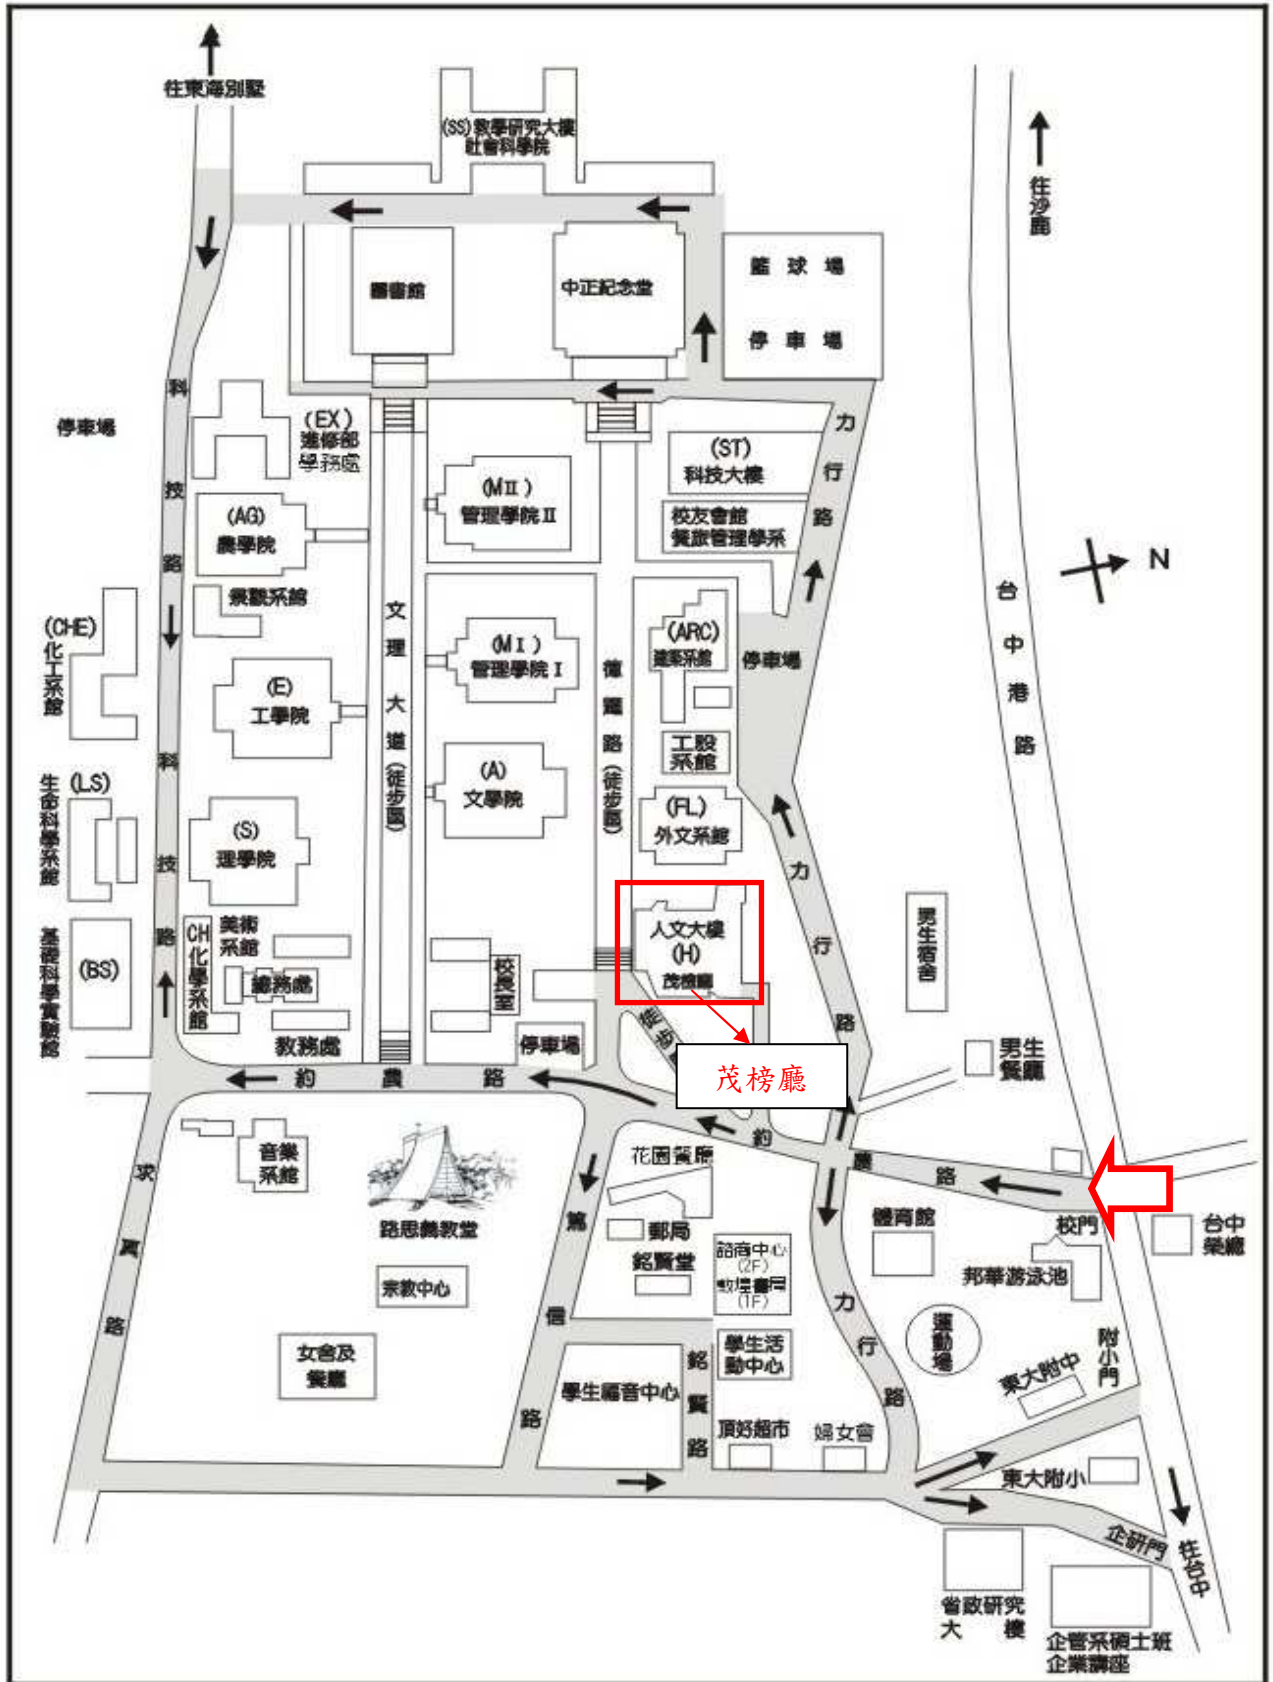 往東海別墅
(SS)教學研究大樓
社會科學院
往沙鹿
圖書館
中正紀念堂
籃球場
停車場
科技路
停車場
(EX)
進修部
學務處
(MII)
管理學院II
(ST)
科技大樓
力行路
校友會館
餐旅管理學系
(AG)
農學院
景觀系館
N
台中港路
(CHE)
化工系館
文理大道(徒步區)
(MI)
管理學院I
德耀路(徒步區)
(ARC)
建築系館
停車場
(E)
工學院
工設
系館
科技路
(LS)
生命科學系館
(S)
理學院
(A)
文學院
(FL)
外文系館
力行路
男生宿舍
(BS)
基礎科學實驗館
CH化學系館
美術
系館
總務處
教務處
校長室
停車場
人文大樓
(H)
茂榜廳
徒步
茂榜廳
男生
餐廳
約農路
約農路
求真路
音樂
系館
路思義教堂
宗教中心
女舍及
餐廳
篤信路
花園餐廳
郵局
銘賢堂
諮商中心
(2F)
敦煌書局
(1F)
學生活
動中心
學生福音中心
銘賢路
頂好超市
婦女會
力行路
體育館
校門
台中
榮總
邦華游泳池
運動場
附小門
東大附中
東大附小
企研門
往台中
省政研究
大樓
企管系碩士班
企業講座